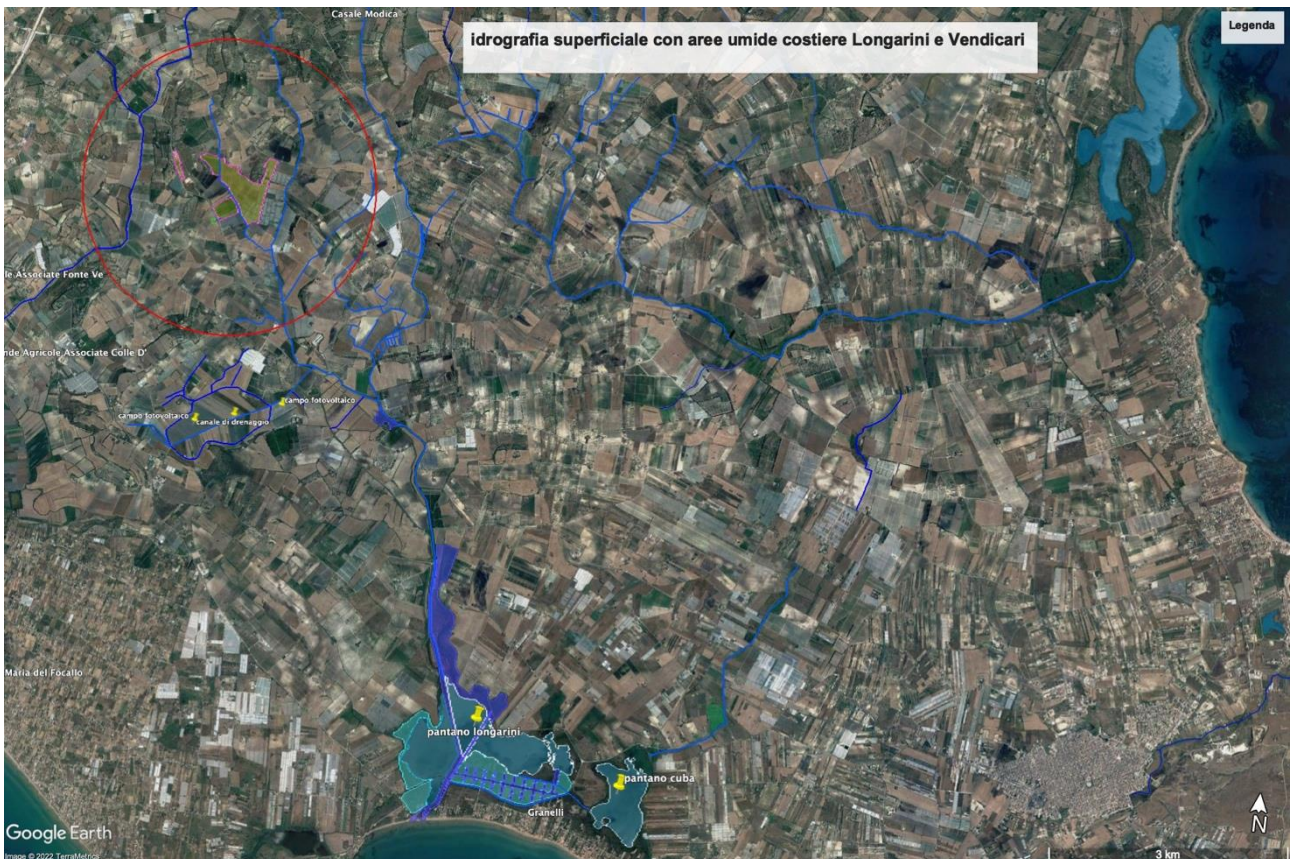 Casale Modica
idrografia superficiale con aree umide costiere Longarini e Vendicari
Legenda
le Associate Fonte Ve
nde Agricole Associate Colle D'
campo fotovoltaico
campo fotovoltaico
canale di drenaggio
Maria del Focallo
pantano longarini
pantano cuba
Granelli
Google Earth
N
Image © 2022 TerraMetrics
3 km